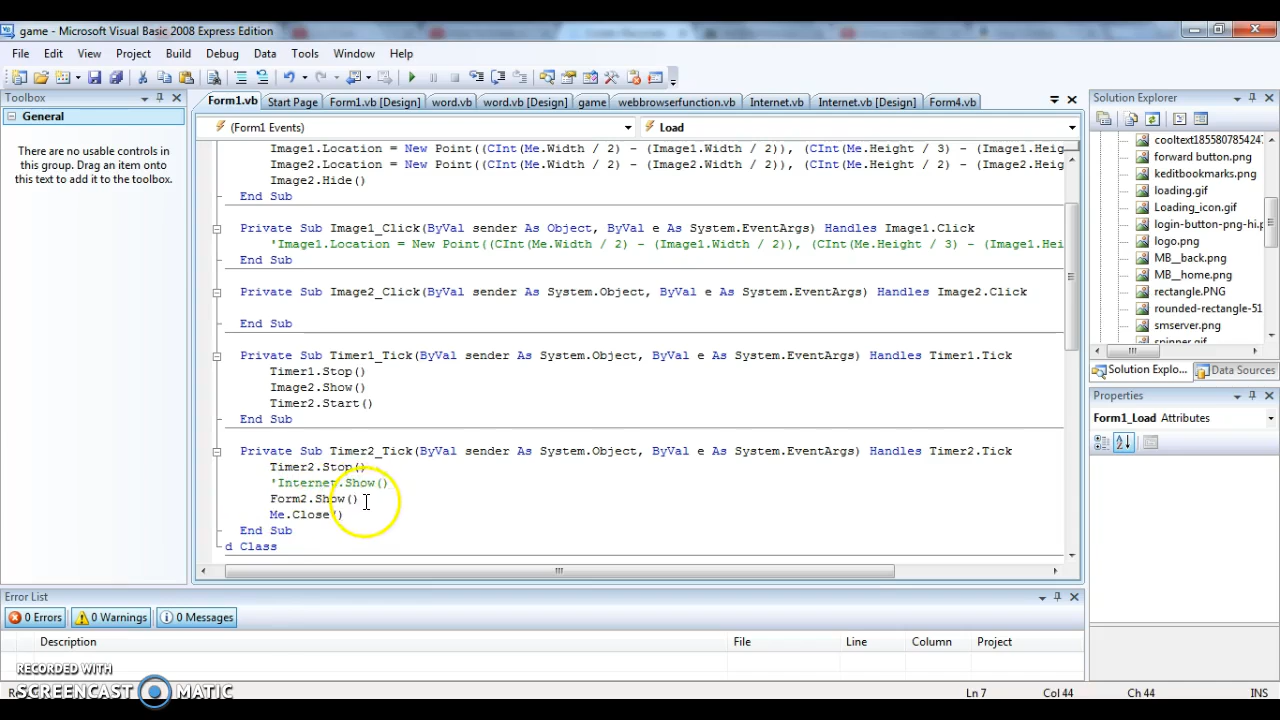 game - Microsoft Visual Basic 2008 Express Edition
File Edit View Project Build Debug Data Tools Window Help
Toolbox
General
There are no usable controls in
this group. Drag an item onto
this text to add it to the toolbox.
Form1.vb Start Page Form1.vb [Design] word.vb word.vb [Design] game webbrowserfunction.vb Internet.vb Internet.vb [Design] Form4.vb
(Form1 Events) Load
Image1.Location = New Point((CInt(Me.Width / 2) - (Image1.Width / 2)), (CInt(Me.Height / 3) - (Image1.Heig
Image2.Location = New Point((CInt(Me.Width / 2) - (Image2.Width / 2)), (CInt(Me.Height / 2) - (Image2.Heig
Image2.Hide()
End Sub
Private Sub Image1_Click(ByVal sender As Object, ByVal e As System.EventArgs) Handles Image1.Click
'Image1.Location = New Point((CInt(Me.Width / 2) - (Image1.Width / 2)), (CInt(Me.Height / 3) - (Image1.Hei
End Sub
Private Sub Image2_Click(ByVal sender As System.Object, ByVal e As System.EventArgs) Handles Image2.Click
End Sub
Private Sub Timer1_Tick(ByVal sender As System.Object, ByVal e As System.EventArgs) Handles Timer1.Tick
Timer1.Stop()
Image2.Show()
Timer2.Start()
End Sub
Private Sub Timer2_Tick(ByVal sender As System.Object, ByVal e As System.EventArgs) Handles Timer2.Tick
Timer2.Stop()
'Internet.Show()
Form2.Show()
Me.Close()
End Sub
d Class
Solution Explorer
cooltext1855807854247
forward button.png
keditbookmarks.png
loading.gif
Loading_icon.gif
login-button-png-hi.p
logo.png
MB__back.png
MB__home.png
rectangle.PNG
rounded-rectangle-51
smserver.png
spinner.gif
Solution Explo... Data Sources
Properties
Form1_Load Attributes
Error List
0 Errors 0 Warnings 0 Messages
Description File Line Column Project
RECORDED WITH
SCREENCAST MATIC
Ln 7 Col 44 Ch 44 INS